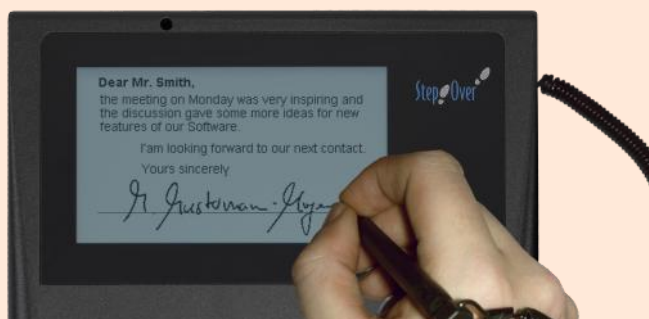 Dear Mr. Smith,
the meeting on Monday was very inspiring and
the discussion gave some more ideas for new
features of our Software.
I'am looking forward to our next contact.
Yours sincerely
StepOver